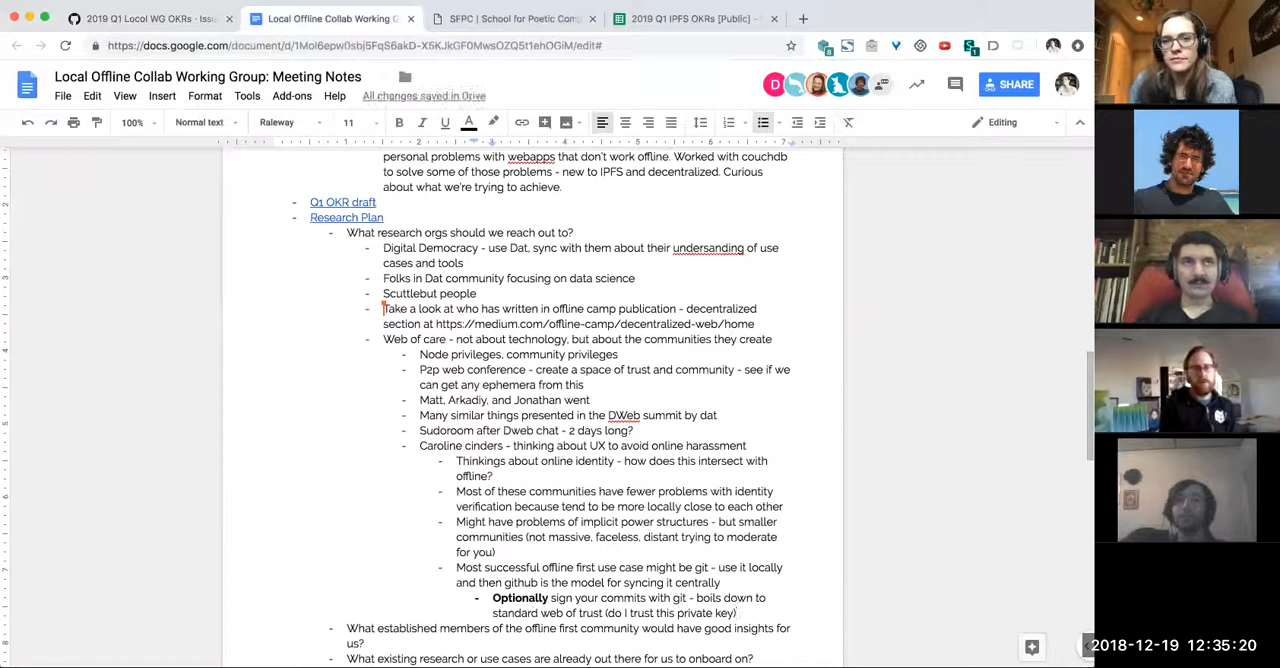 2019 Q1 Locol WG OKRs · Issu
Local Offline Collab Working G
SFPC | School for Poetic Com
2019 Q1 IPFS OKRs [Public] -
https://docs.google.com/document/d/1Mol6epw0sbj5FqS6akD-X5KJkGF0MwsOZQ5t1ehOGiM/edit#
Local Offline Collab Working Group: Meeting Notes
File Edit View Insert Format Tools Add-ons Help All changes saved in Drive
SHARE
100% Normal text Raleway 11 B I U A Editing
personal problems with webapps that don't work offline. Worked with couchdb
to solve some of those problems - new to IPFS and decentralized. Curious
about what we're trying to achieve.
- Q1 OKR draft
- Research Plan
- What research orgs should we reach out to?
- Digital Democracy - use Dat, sync with them about their undersanding of use
cases and tools
- Folks in Dat community focusing on data science
- Scuttlebut people
- Take a look at who has written in offline camp publication - decentralized
section at https://medium.com/offline-camp/decentralized-web/home
- Web of care - not about technology, but about the communities they create
- Node privileges, community privileges
- P2p web conference - create a space of trust and community - see if we
can get any ephemera from this
- Matt, Arkadiy, and Jonathan went
- Many similar things presented in the DWeb summit by dat
- Sudoroom after Dweb chat - 2 days long?
- Caroline cinders - thinking about UX to avoid online harassment
- Thinkings about online identity - how does this intersect with
offline?
- Most of these communities have fewer problems with identity
verification because tend to be more locally close to each other
- Might have problems of implicit power structures - but smaller
communities (not massive, faceless, distant trying to moderate
for you)
- Most successful offline first use case might be git - use it locally
and then github is the model for syncing it centrally
- Optionally sign your commits with git - boils down to
standard web of trust (do I trust this private key)
- What established members of the offline first community would have good insights for
us?
- What existing research or use cases are already out there for us to onboard on?
2018-12-19 12:35:20